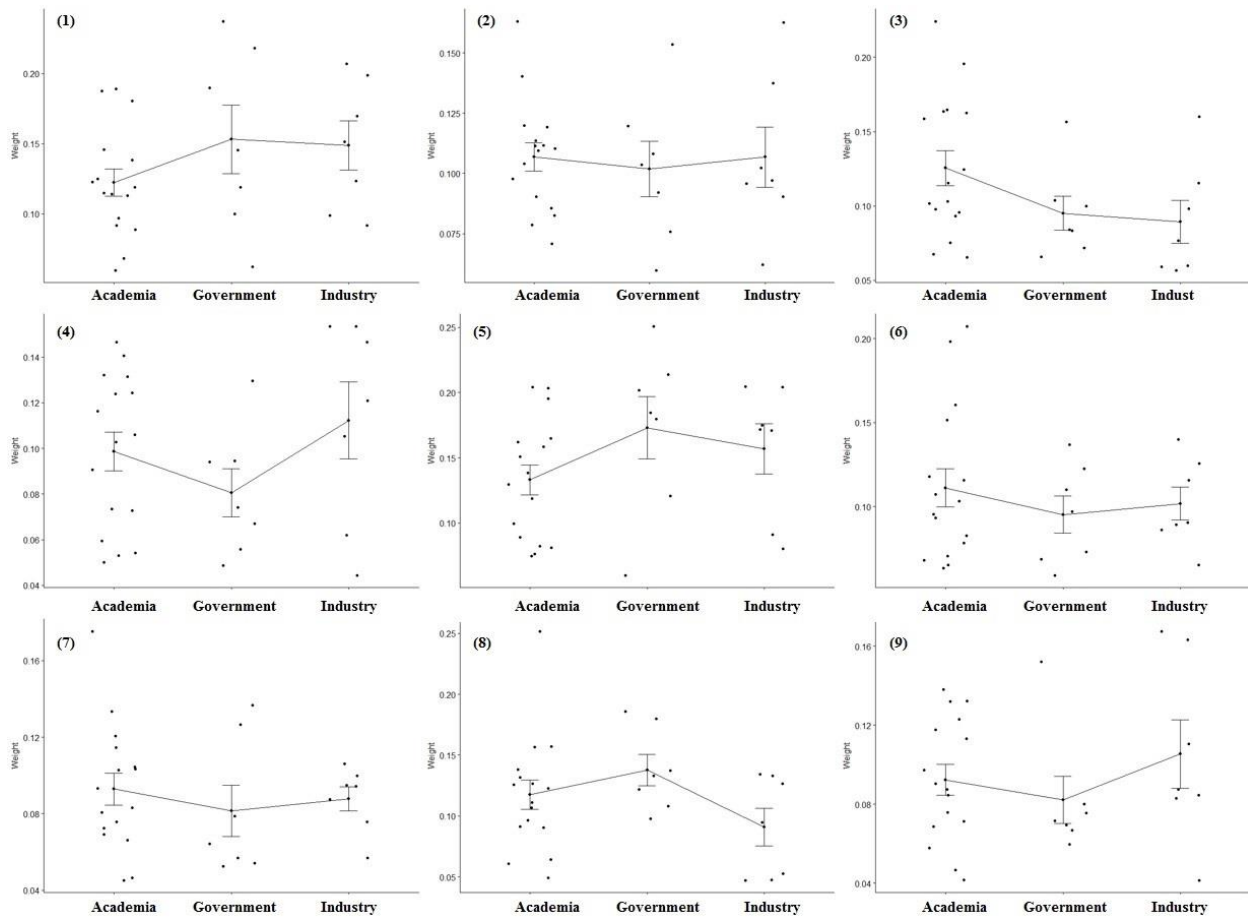 (1)
Weight
0.20
0.15
0.10
Academia Government Industry
(2)
Weight
0.150
0.125
0.100
0.075
Academia Government Industry
(3)
Weight
0.20
0.15
0.10
0.05
Academia Government Indust
(4)
Weight
0.14
0.12
0.10
0.08
0.06
0.04
Academia Government Industry
(5)
Weight
0.25
0.20
0.15
0.10
Academia Government Industry
(6)
Weight
0.20
0.15
0.10
Academia Government Industry
(7)
Weight
0.16
0.12
0.08
0.04
Academia Government Industry
(8)
Weight
0.25
0.20
0.15
0.10
0.05
Academia Government Industry
(9)
Weight
0.16
0.12
0.08
0.04
Academia Government Industry